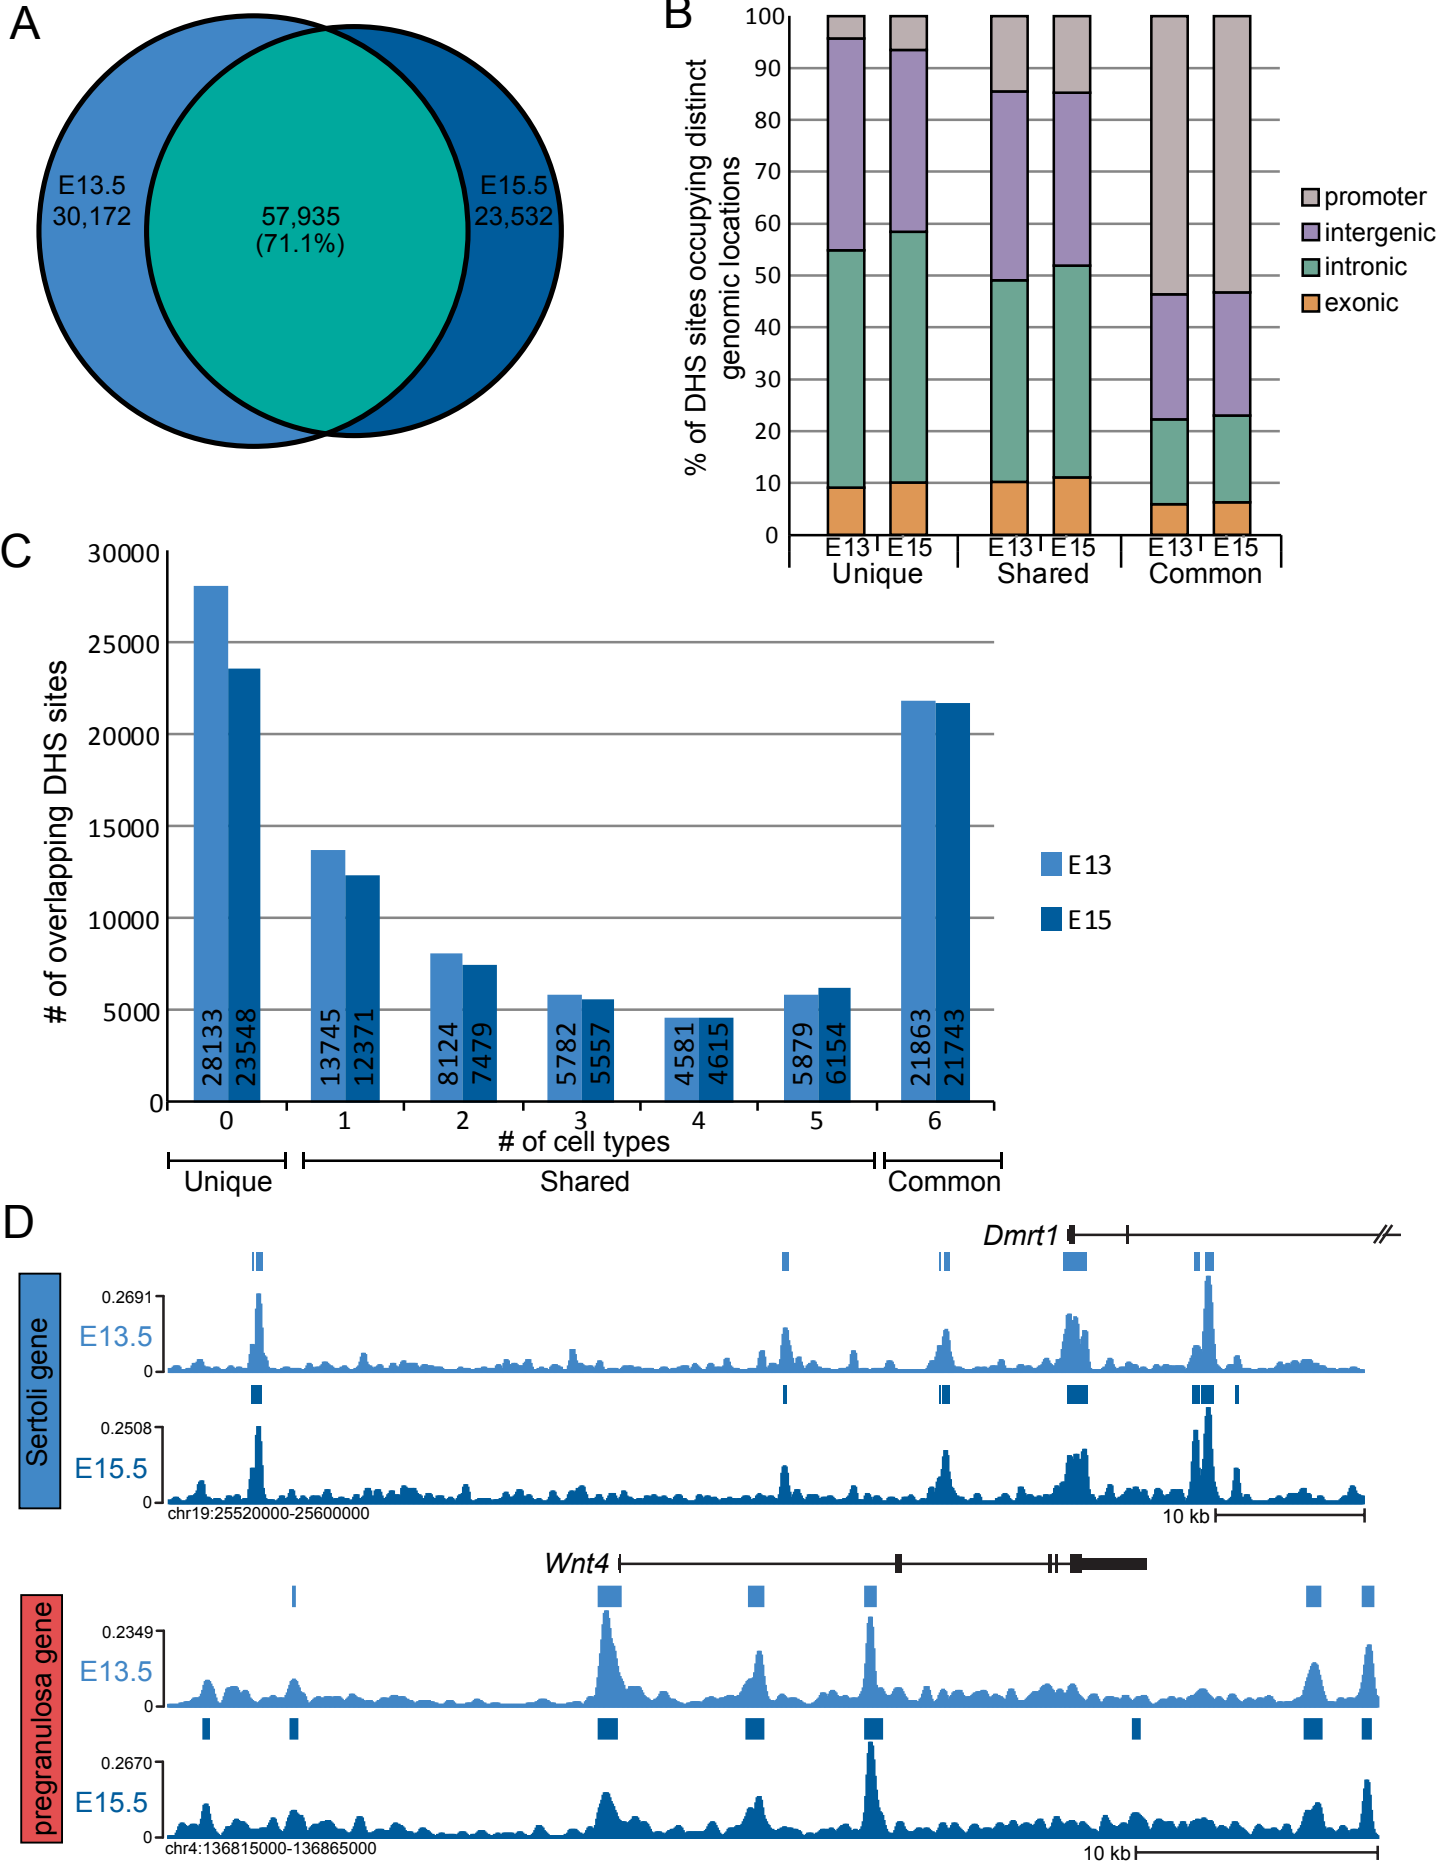 A
E13.5
30,172
57,935
(71.1%)
E15.5
23,532
B
% of DHS sites occupying distinct
genomic locations
100
90
80
70
60
50
40
30
20
10
0
E13
E15
E13
E15
E13
E15
Unique
Shared
Common
promoter
intergenic
intronic
exonic
C
# of overlapping DHS sites
30000
25000
20000
15000
10000
5000
0
28133
23548
13745
12371
8124
7479
5782
5557
4581
4615
5879
6154
21863
21743
0
1
2
3
4
5
6
# of cell types
Unique
Shared
Common
E13
E15
D
Sertoli gene
Dmrt1
0.2691
E13.5
0
0.2508
E15.5
0
chr19:25520000-25600000
10 kb
pregranulosa gene
Wnt4
0.2349
E13.5
0
0.2670
E15.5
0
chr4:136815000-136865000
10 kb